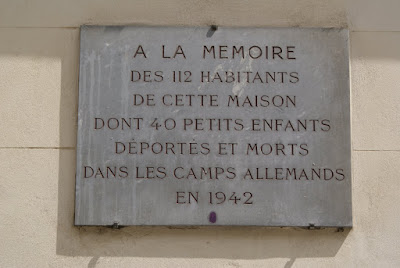 A LA MEMOIRE
DES 112 HABITANTS
DE CETTE MAISON
DONT 40 PETITS ENFANTS
DÉPORTÉS ET MORTS
DANS LES CAMPS ALLEMANDS
EN 1942